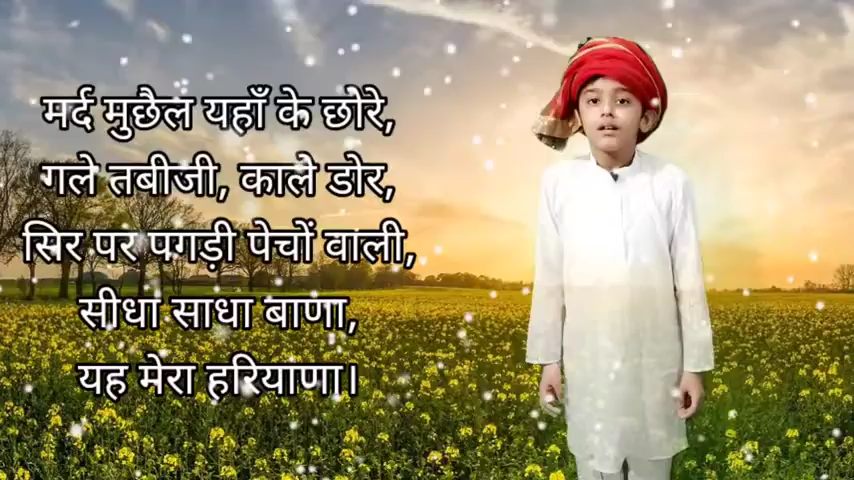 मर्द मुछैल यहाँ के छोरे,
गले तबीजी, काले डोर,
सिर पर पगड़ी पेचों वाली,
सीधा साधा बाणा,
यह मेरा हरियाणा।